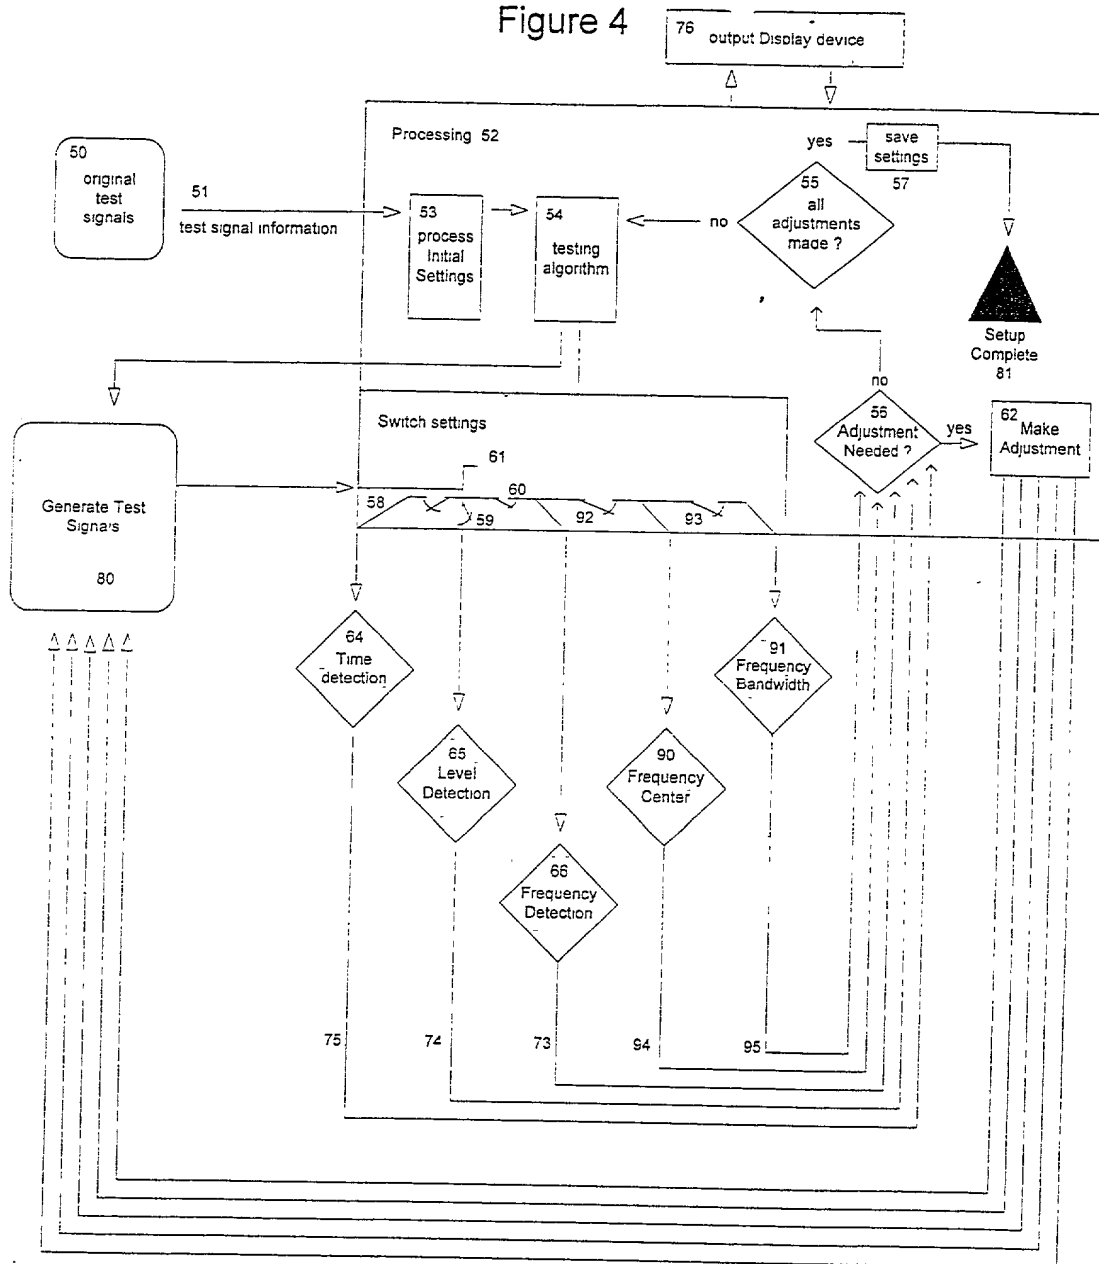 Figure 4
76 output Display device
Processing 52
yes
save
settings
57
50
original
test
signals
51
test signal information
53
process
Initial
Settings
54
testing
algorithm
no
55
all
adjustments
made ?
Setup
Complete
81
no
Switch settings
61
58
59
60
92
93
56
Adjustment
Needed ?
yes
62
Make
Adjustment
Generate Test
Signals
80
64
Time
detection
65
Level
Detection
66
Frequency
Detection
90
Frequency
Center
91
Frequency
Bandwidth
75
74
73
94
95